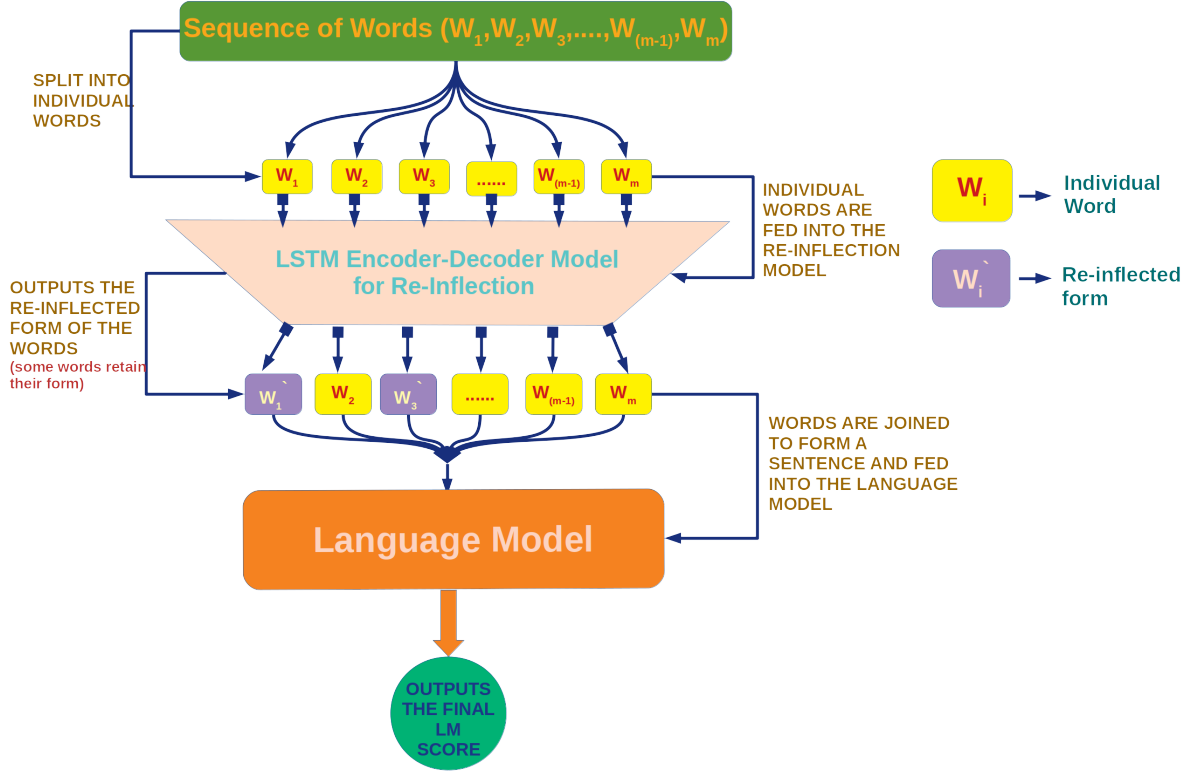 Sequence of Words (W1,W2,W3,....,W(m-1),Wm)
SPLIT INTO
INDIVIDUAL
WORDS
W1 W2 W3 ...... W(m-1) Wm
INDIVIDUAL
WORDS ARE
FED INTO THE
RE-INFLECTION
MODEL
Wi
Individual
Word
LSTM Encoder-Decoder Model
for Re-Inflection
Wi`
Re-inflected
form
OUTPUTS THE
RE-INFLECTED
FORM OF THE
WORDS
(some words retain
their form)
W1` W2 W3` ...... W(m-1) Wm
WORDS ARE JOINED
TO FORM A
SENTENCE AND FED
INTO THE LANGUAGE
MODEL
Language Model
OUTPUTS
THE FINAL
LM
SCORE